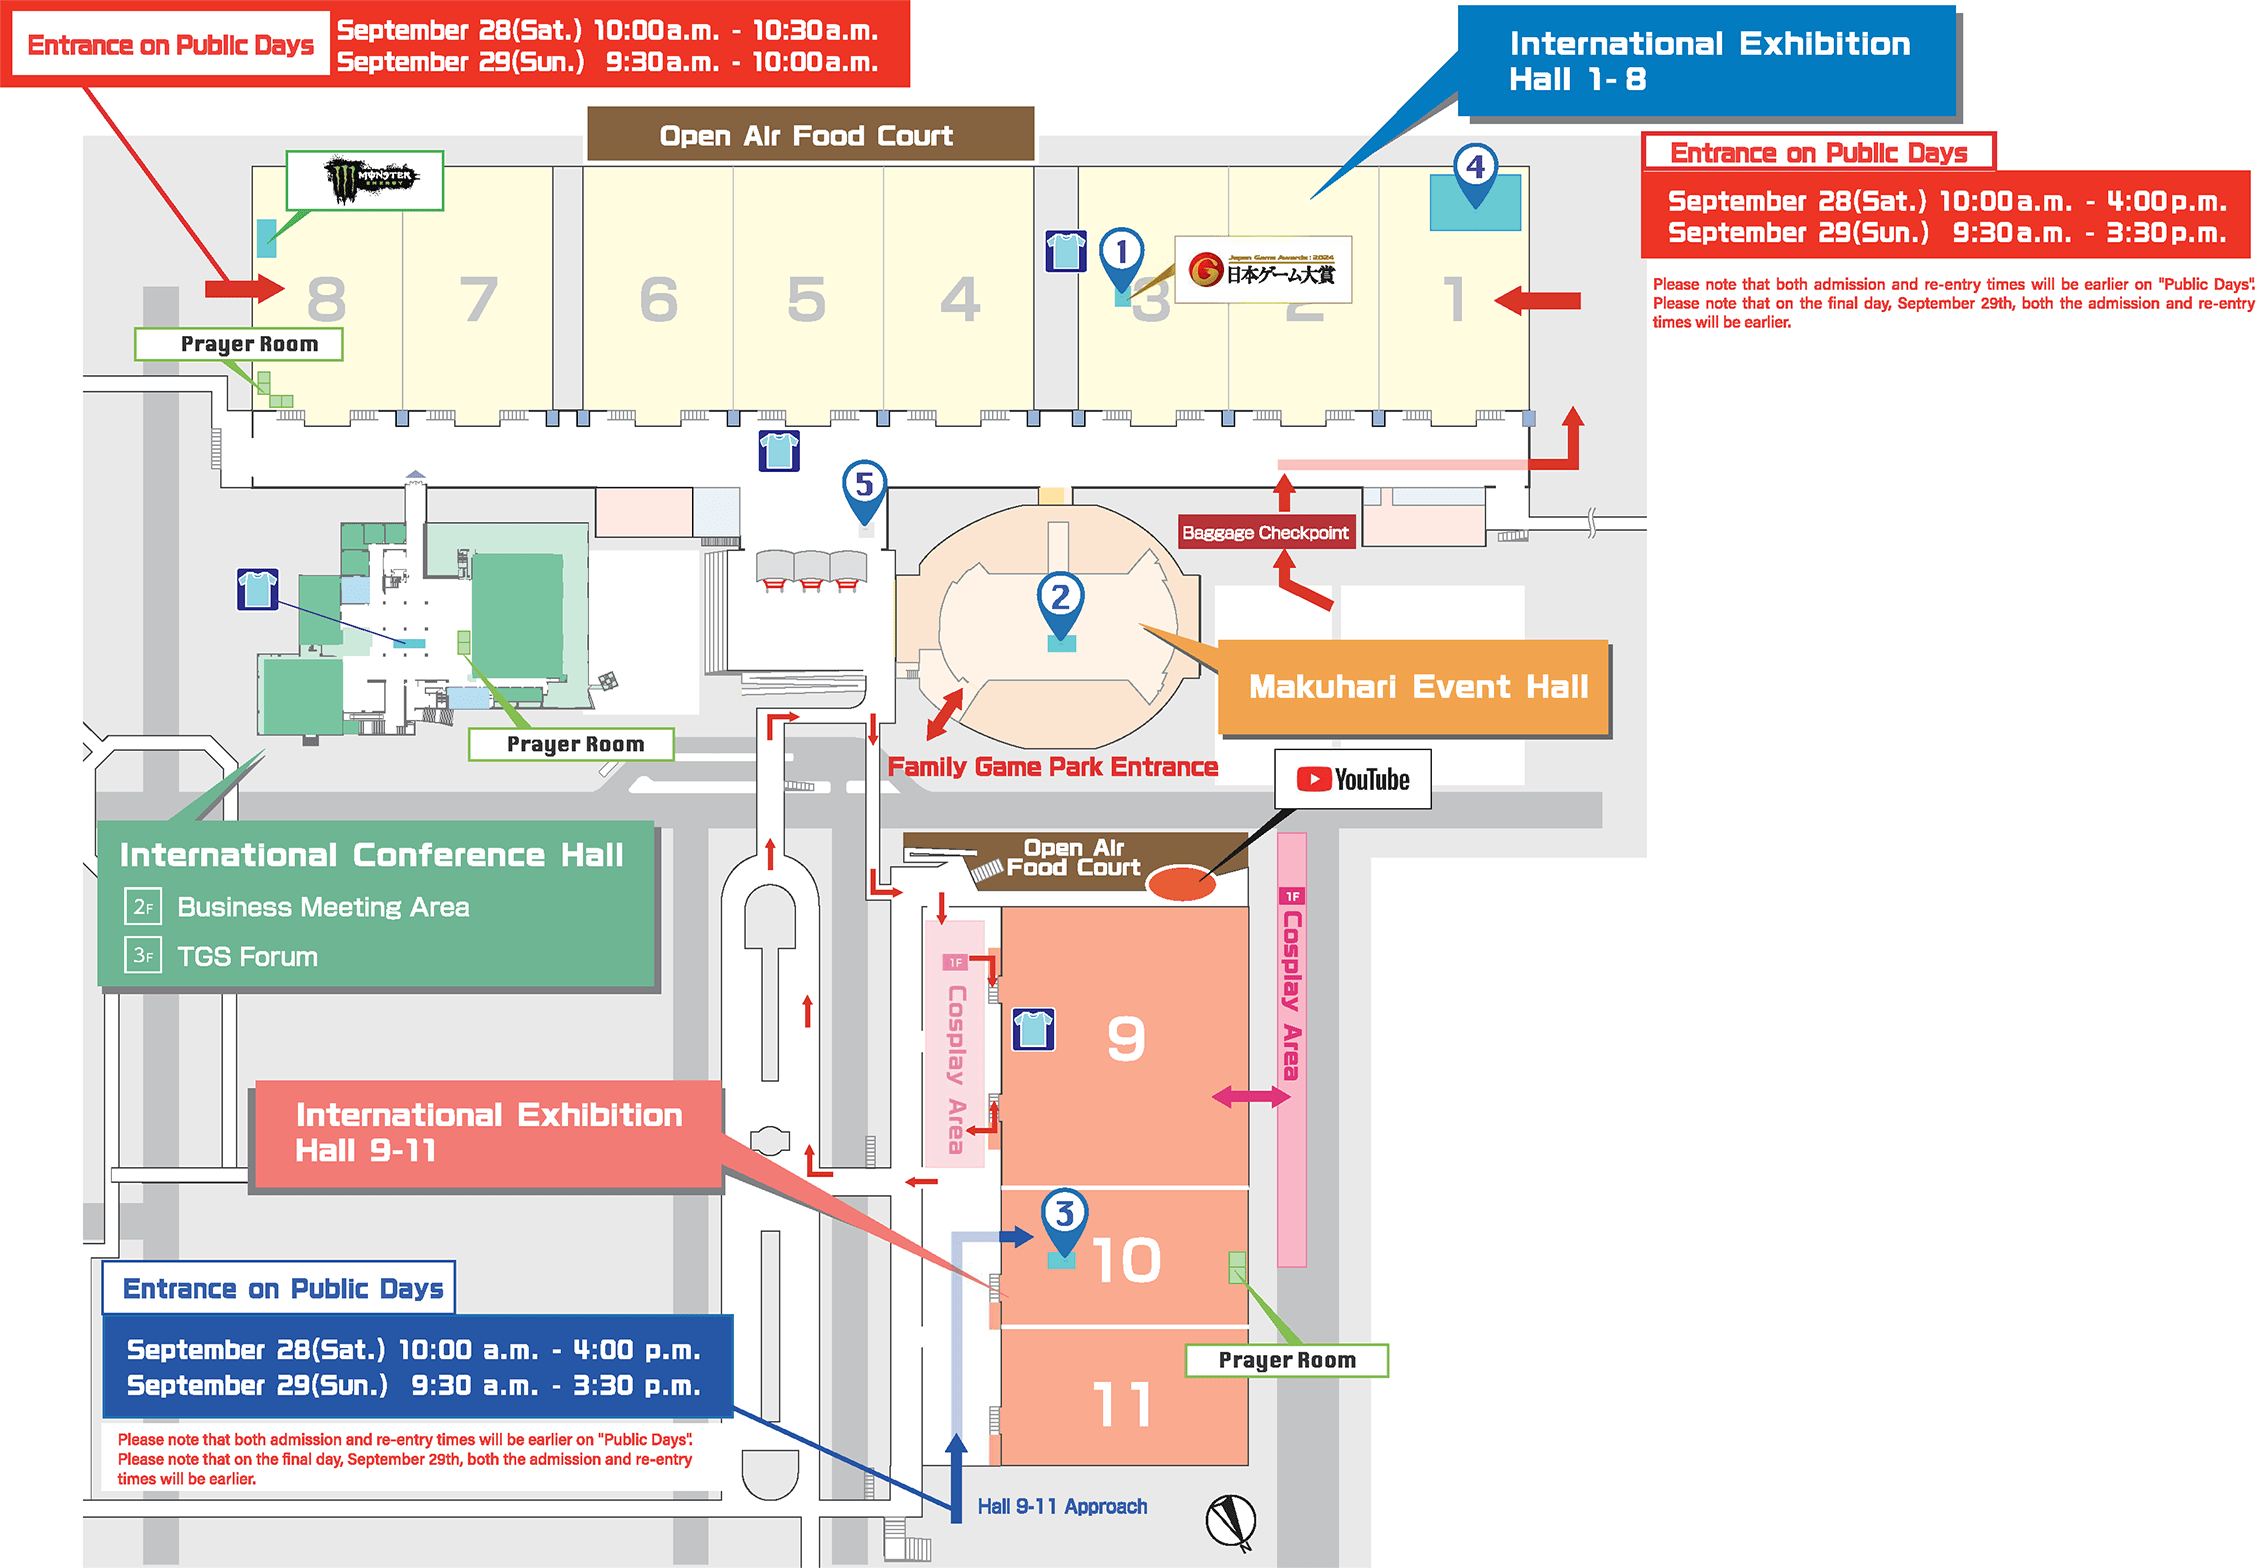 Entrance on Public Days
September 28(Sat.) 10:00a.m. - 10:30a.m.
September 29(Sun.) 9:30a.m. - 10:00a.m.
International Exhibition
Hall 1-8
Open Air Food Court
Entrance on Public Days
September 28(Sat.) 10:00a.m. - 4:00p.m.
September 29(Sun.) 9:30a.m. - 3:30p.m.
Please note that both admission and re-entry times will be earlier on "Public Days".
Please note that on the final day, September 29th, both the admission and re-entry
times will be earlier.
MONSTER
ENERGY
4
1
Japan Game Awards: 2024
日本ゲーム大賞
8
7
6
5
4
3
2
1
Prayer Room
5
Baggage Checkpoint
2
Makuhari Event Hall
Prayer Room
Family Game Park Entrance
YouTube
International Conference Hall
2F Business Meeting Area
3F TGS Forum
Open Air
Food Court
1F
Cosplay Area
1F
Cosplay Area
9
International Exhibition
Hall 9-11
3
10
Entrance on Public Days
September 28(Sat.) 10:00 a.m. - 4:00 p.m.
September 29(Sun.) 9:30 a.m. - 3:30 p.m.
Prayer Room
11
Please note that both admission and re-entry times will be earlier on "Public Days".
Please note that on the final day, September 29th, both the admission and re-entry
times will be earlier.
Hall 9-11 Approach
N